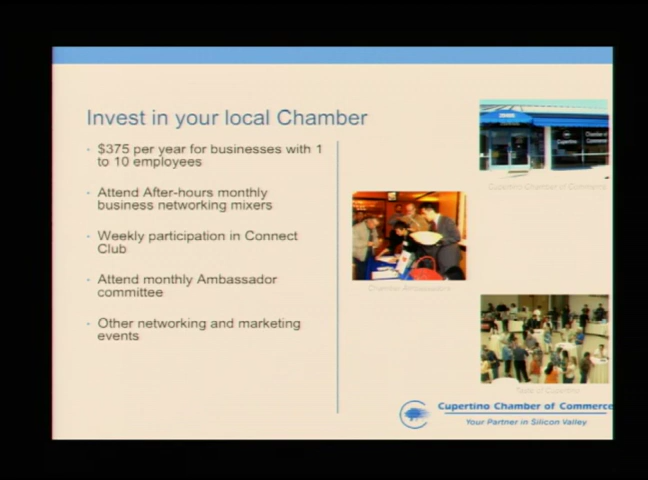 Invest in your local Chamber
· $375 per year for businesses with 1
to 10 employees
· Attend After-hours monthly
business networking mixers
· Weekly participation in Connect
Club
· Attend monthly Ambassador
committee
· Other networking and marketing
events
Cupertino Chamber of Commerce
Chamber Ambassadors
Cupertino Chamber of Commerce
Your Partner in Silicon Valley